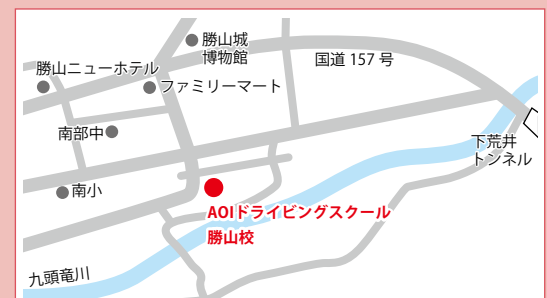 勝山城
博物館
国道 157 号
勝山ニューホテル
ファミリーマート
南部中
下荒井
トンネル
南小
AOIドライビングスクール
勝山校
九頭竜川